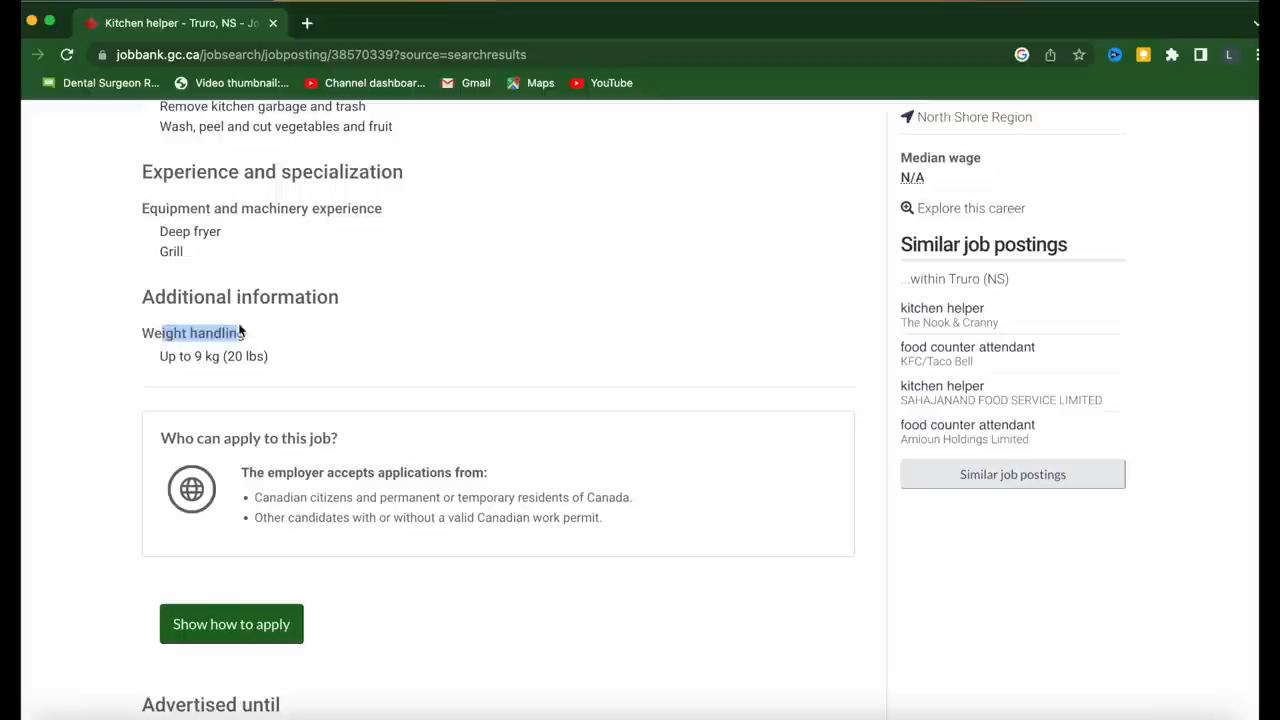 Kitchen helper - Truro, NS - Jo
jobbank.gc.ca/jobsearch/jobposting/38570339?source=searchresults
L
Dental Surgeon R...
Video thumbnail:...
Channel dashboar...
Gmail
Maps
YouTube
Remove kitchen garbage and trash
Wash, peel and cut vegetables and fruit
Experience and specialization
Equipment and machinery experience
Deep fryer
Grill
Additional information
Weight handling
Up to 9 kg (20 lbs)
Who can apply to this job?
The employer accepts applications from:
• Canadian citizens and permanent or temporary residents of Canada.
• Other candidates with or without a valid Canadian work permit.
Show how to apply
Advertised until
North Shore Region
Median wage
N/A
Explore this career
Similar job postings
...within Truro (NS)
kitchen helper
The Nook & Cranny
food counter attendant
KFC/Taco Bell
kitchen helper
SAHAJANAND FOOD SERVICE LIMITED
food counter attendant
Amioun Holdings Limited
Similar job postings